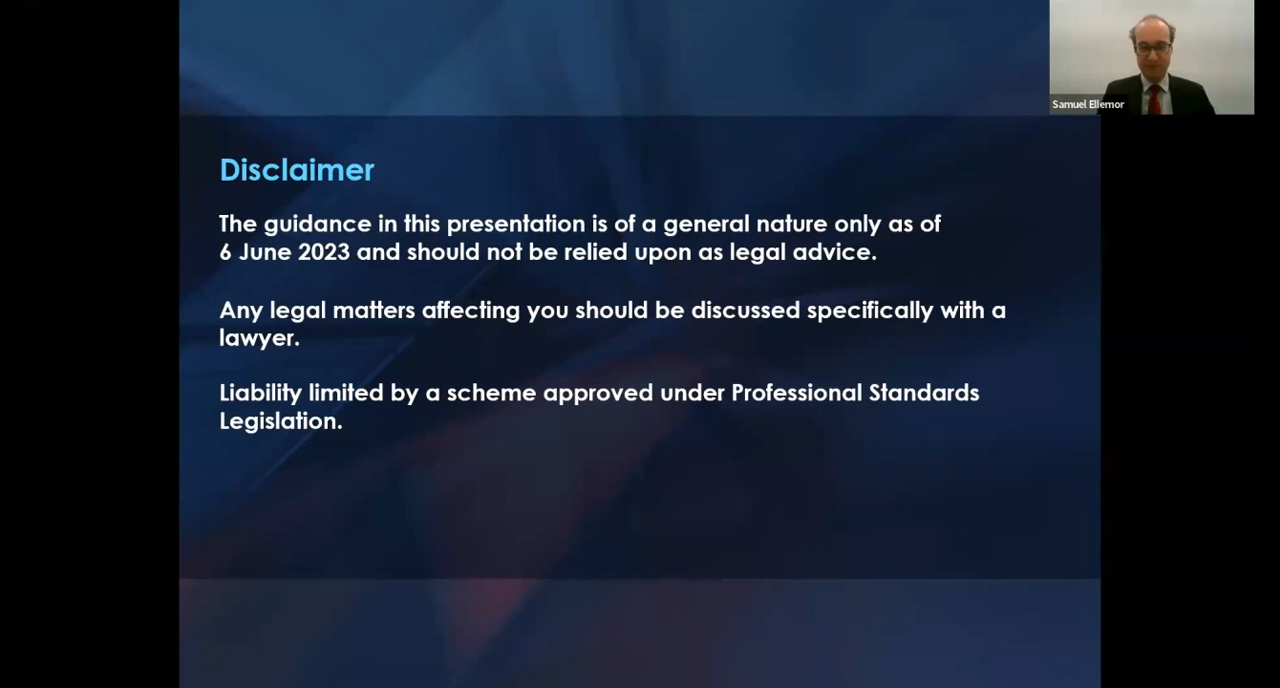 Samuel Ellemor
Disclaimer
The guidance in this presentation is of a general nature only as of
6 June 2023 and should not be relied upon as legal advice.
Any legal matters affecting you should be discussed specifically with a
lawyer.
Liability limited by a scheme approved under Professional Standards
Legislation.